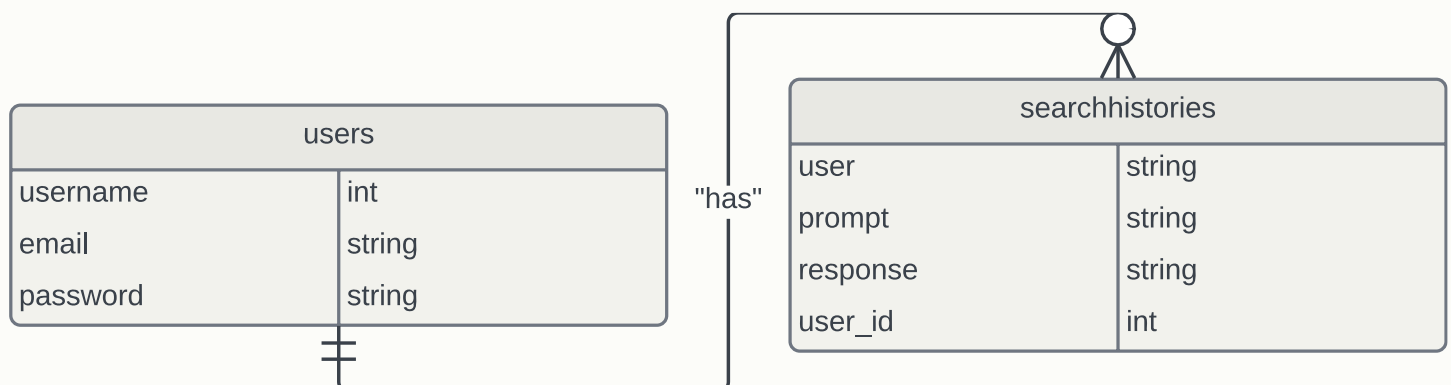 users
username int
email string
password string
"has"
searchhistories
user string
prompt string
response string
user_id int